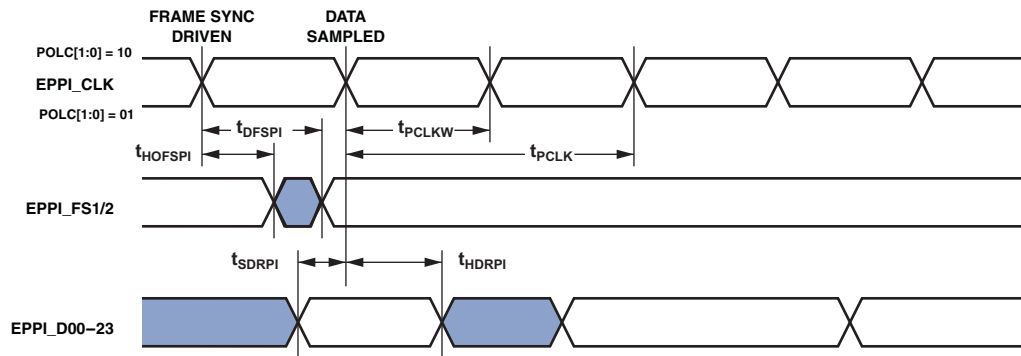 FRAME SYNC
DRIVEN
DATA
SAMPLED
POLC[1:0] = 10
EPPI_CLK
POLC[1:0] = 01
tDFSPI
tPCLKW
tHOFSPI
tPCLK
EPPI_FS1/2
tSDRPI
tHDRPI
EPPI_D00–23